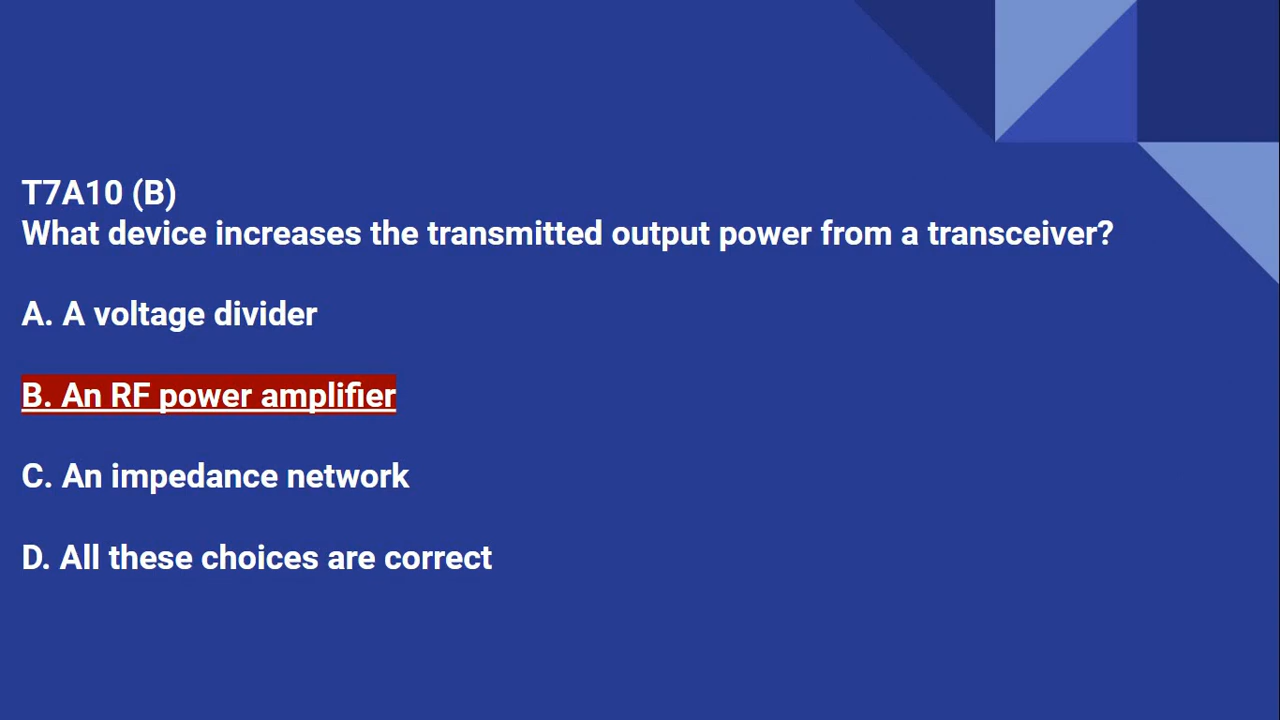 T7A10 (B)
What device increases the transmitted output power from a transceiver?
A. A voltage divider
B. An RF power amplifier
C. An impedance network
D. All these choices are correct